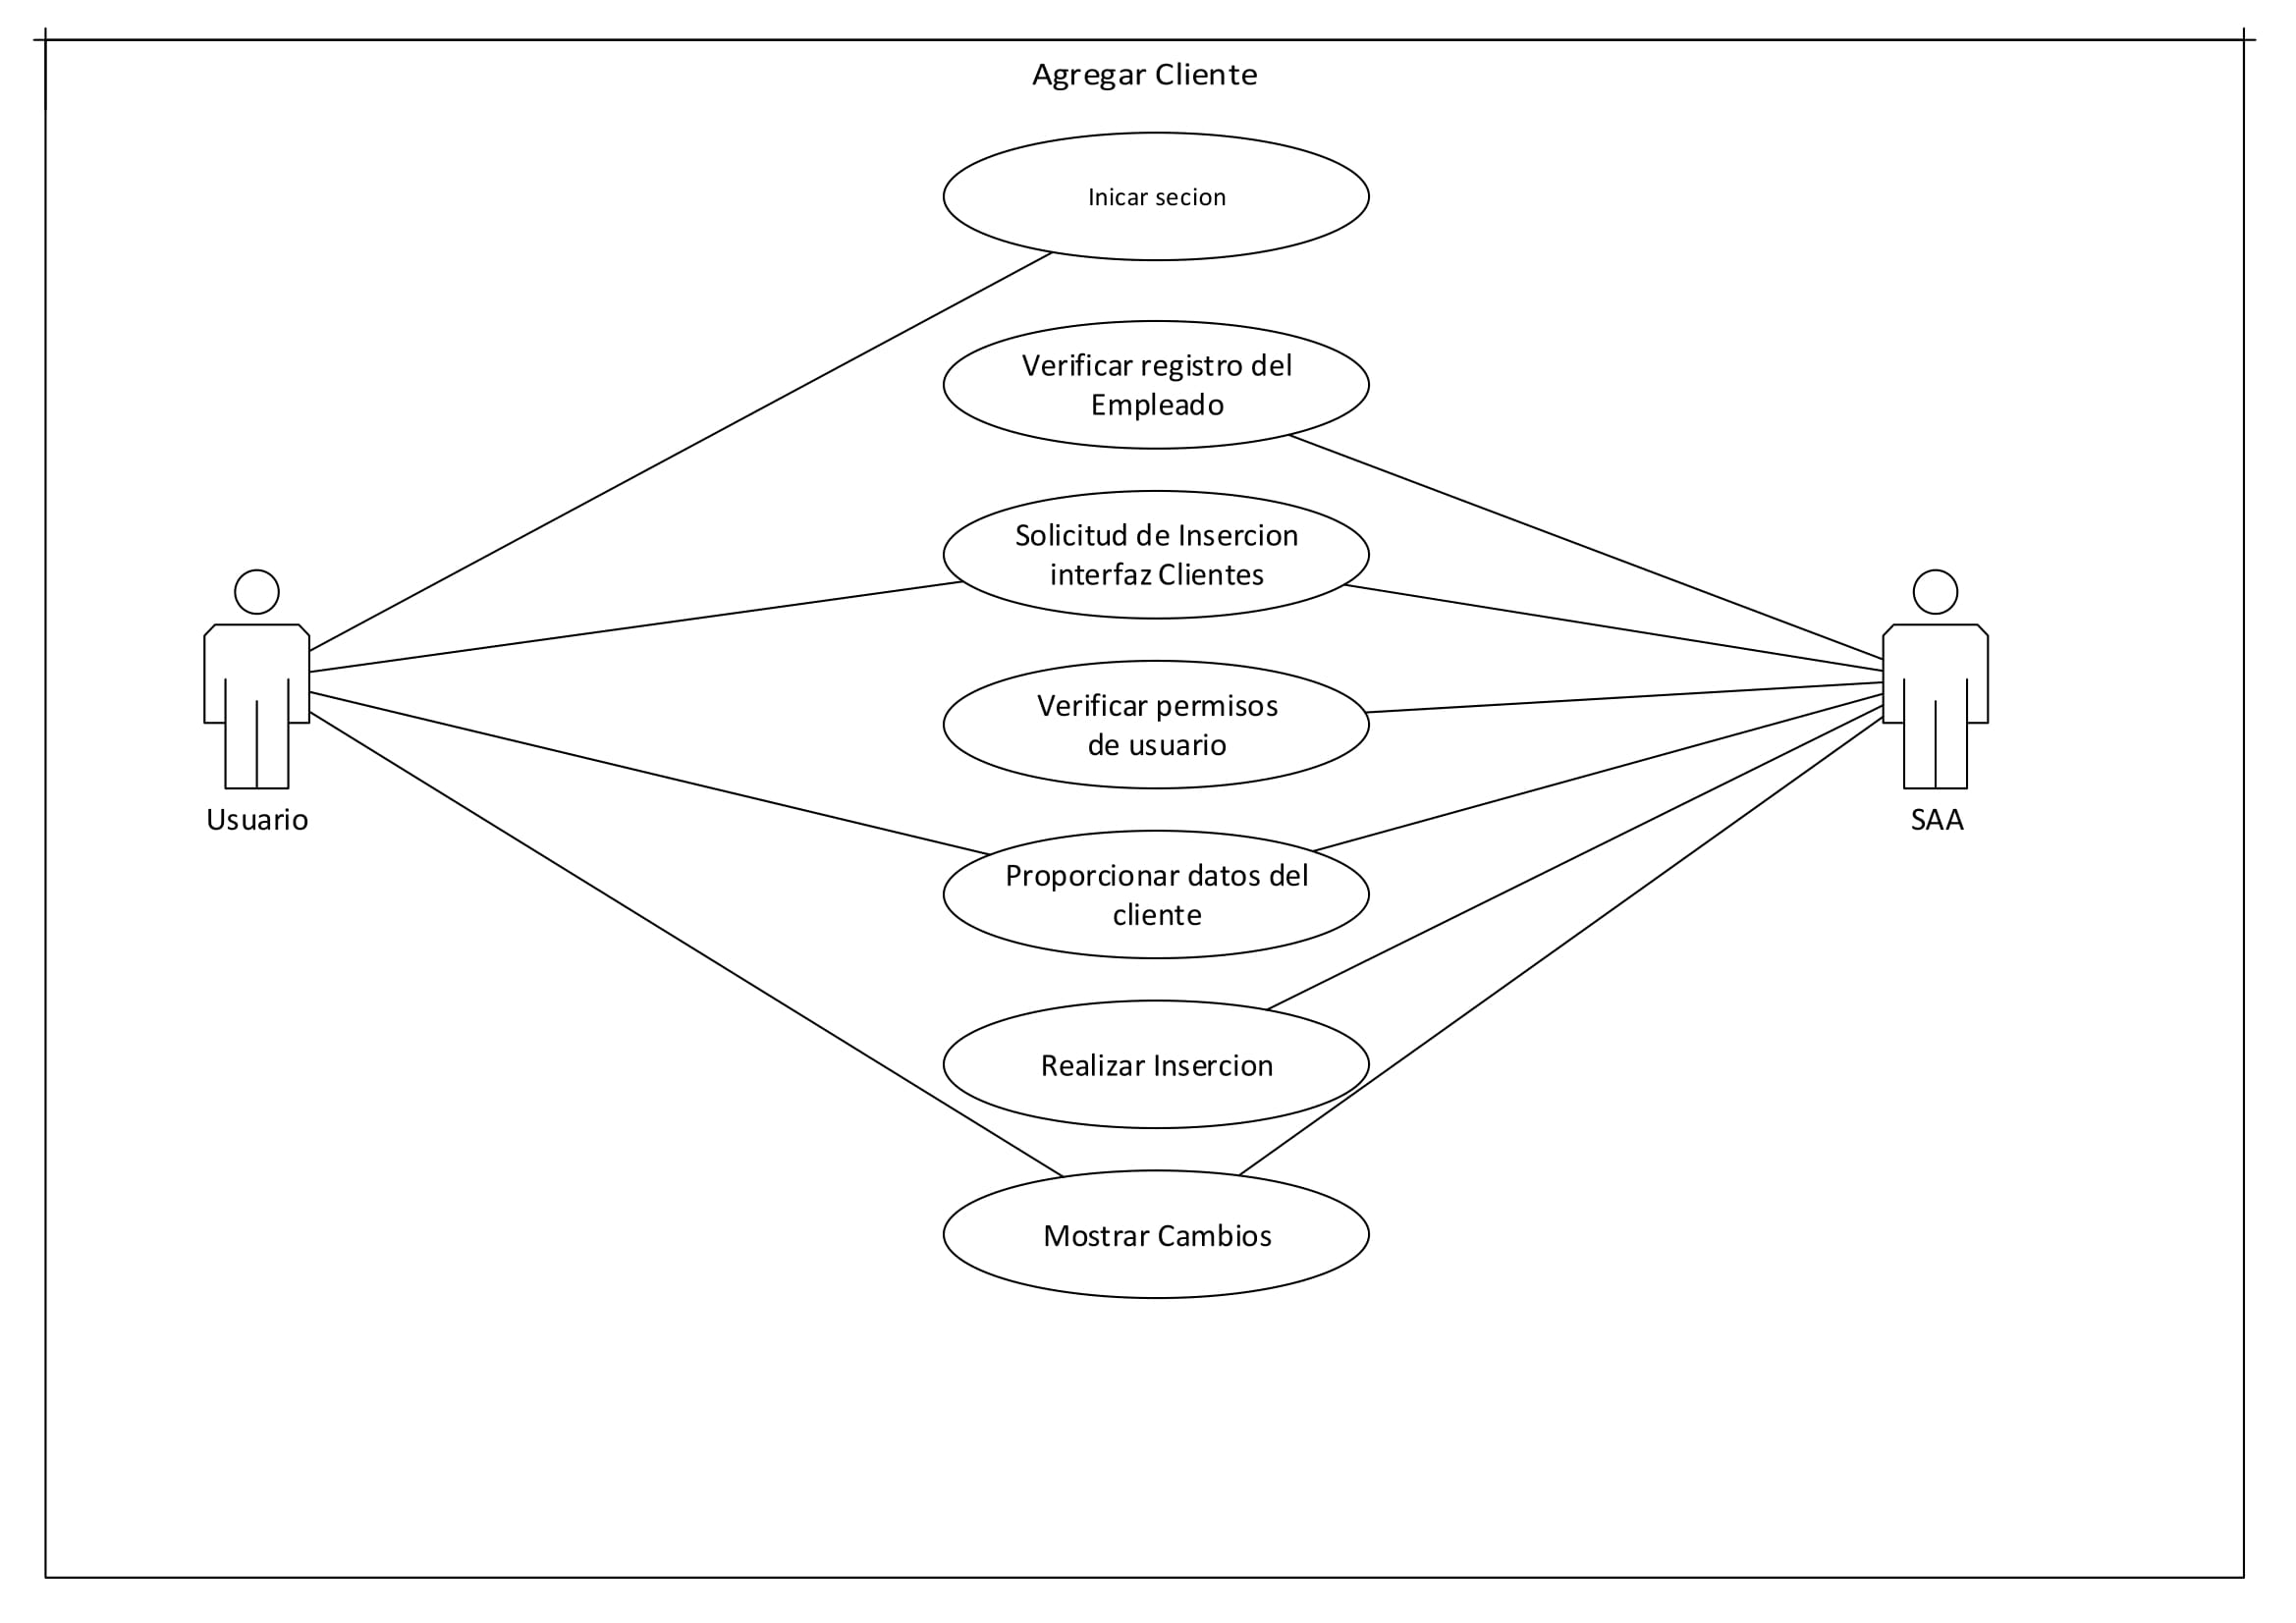 Agregar Cliente
Inicar secion
Verificar registro del
Empleado
Solicitud de Insercion
interfaz Clientes
Verificar permisos
de usuario
Usuario
SAA
Proporcionar datos del
cliente
Realizar Insercion
Mostrar Cambios